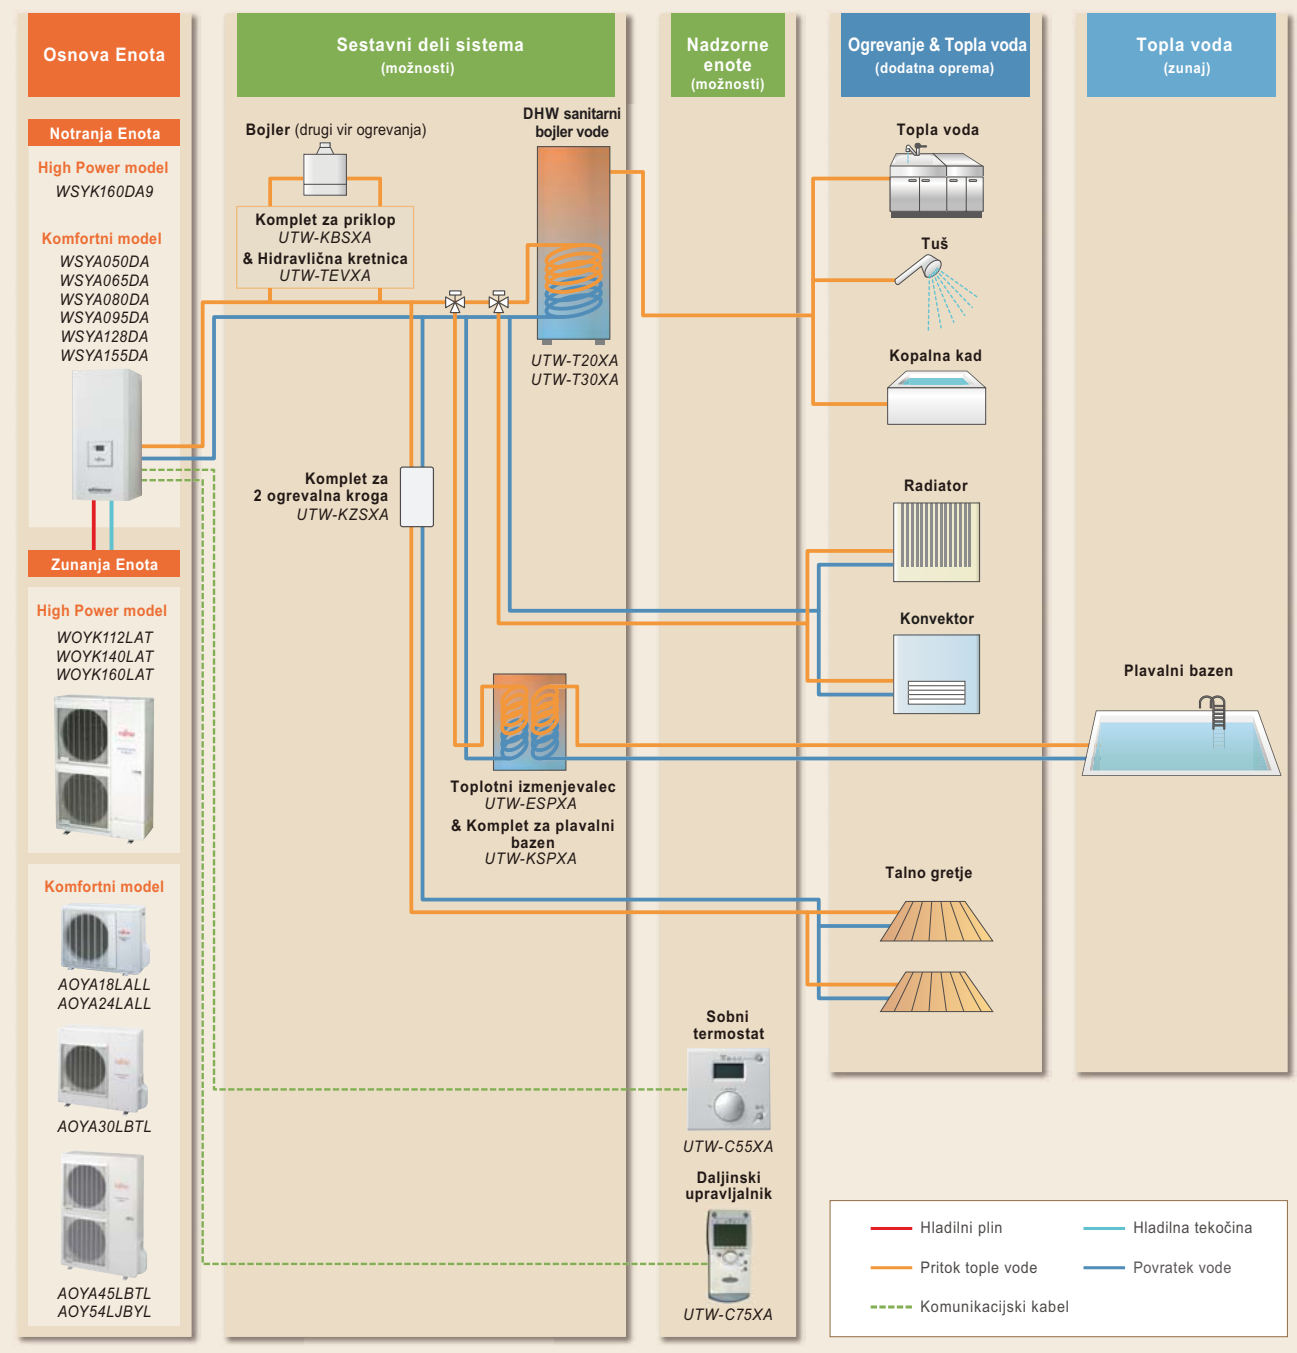 Osnova Enota
Notranja Enota
High Power model
WSYK160DA9
Komfortni model
WSYA050DA
WSYA065DA
WSYA080DA
WSYA095DA
WSYA128DA
WSYA155DA
Zunanja Enota
High Power model
WOYK112LAT
WOYK140LAT
WOYK160LAT
Komfortni model
AOYA18LALL
AOYA24LALL
AOYA30LBTL
AOYA45LBTL
AOY54LJBYL
Sestavni deli sistema
(možnosti)
Bojler (drugi vir ogrevanja)
Komplet za priklop
UTW-KBSXA
& Hidravlična kretnica
UTW-TEVXA
DHW sanitarni
bojler vode
UTW-T20XA
UTW-T30XA
Komplet za
2 ogrevalna kroga
UTW-KZSXA
Toplotni izmenjevalec
UTW-ESPXA
& Komplet za plavalni
bazen
UTW-KSPXA
Nadzorne
enote
(možnosti)
Sobni
termostat
UTW-C55XA
Daljinski
upravljalnik
UTW-C75XA
Ogrevanje & Topla voda
(dodatna oprema)
Topla voda
Tuš
Kopalna kad
Radiator
Konvektor
Talno gretje
Topla voda
(zunaj)
Plavalni bazen
Hladilni plin
Hladilna tekočina
Pritok tople vode
Povratek vode
Komunikacijski kabel